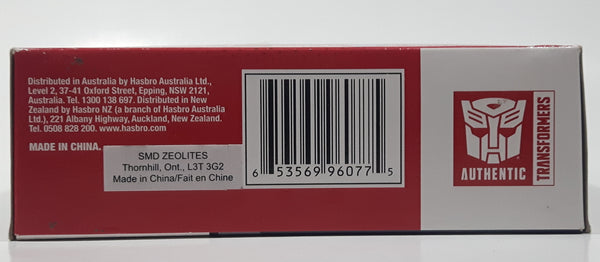 Distributed in Australia by Hasbro Australia Ltd.,
Level 2, 37-41 Oxford Street, Epping, NSW 2121,
Australia. Tel. 1300 138 697. Distributed in New
Zealand by Hasbro NZ (a branch of Hasbro Australia
Ltd.), 221 Albany Highway, Auckland, New Zealand.
Tel. 0508 828 200. www.hasbro.com.
MADE IN CHINA.
SMD ZEOLITES
Thornhill, Ont., L3T 3G2
Made in China/Fait en Chine
6 53569 96077 5
AUTHENTIC
TRANSFORMERS